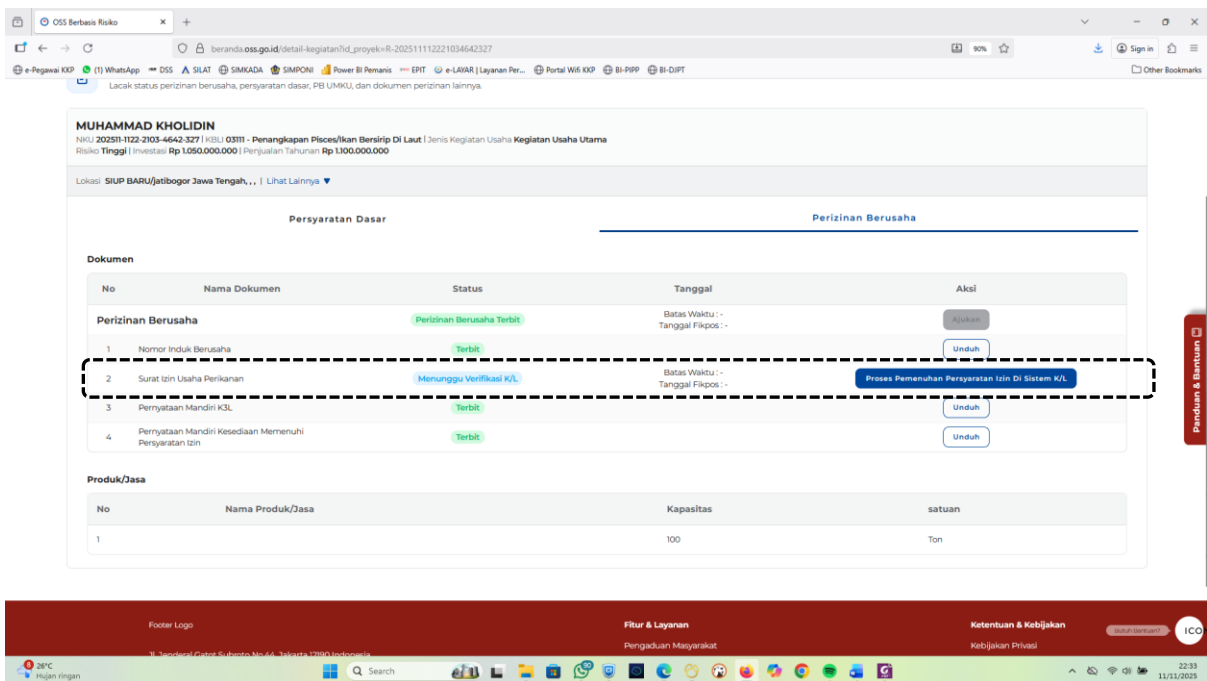 OSS Berbasis Risiko
beranda.oss.go.id/detail-kegiatan?id_proyek=R-202511112221034642327
90%
Sign in
e-Pegawai KKP
(1) WhatsApp
DSS
SILAT
SIMKADA
SIMPONI
Power BI Pemanis
EPIT
e-LAYAR | Layanan Per...
Portal Wifi KKP
BI-PIPP
BI-DJPT
Other Bookmarks
Lacak status perizinan berusaha, persyaratan dasar, PB UMKU, dan dokumen perizinan lainnya.
MUHAMMAD KHOLIDIN
NKU 202511-1122-2103-4642-327 | KBLI 03111 - Penangkapan Pisces/Ikan Bersirip Di Laut | Jenis Kegiatan Usaha Kegiatan Usaha Utama
Risiko Tinggi | Investasi Rp 1.050.000.000 | Penjualan Tahunan Rp 1.100.000.000
Lokasi SIUP BARU/jatibogor Jawa Tengah, , , | Lihat Lainnya ▼
Persyaratan Dasar
Perizinan Berusaha
Dokumen
No Nama Dokumen Status Tanggal Aksi
Perizinan Berusaha Perizinan Berusaha Terbit Batas Waktu : - Ajukan
Tanggal Fikpos : -
1 Nomor Induk Berusaha Terbit Unduh
2 Surat Izin Usaha Perikanan Menunggu Verifikasi K/L Batas Waktu : - Proses Pemenuhan Persyaratan Izin Di Sistem K/L
Tanggal Fikpos : -
3 Pernyataan Mandiri K3L Terbit Unduh
4 Pernyataan Mandiri Kesediaan Memenuhi Terbit Unduh
Persyaratan Izin
Produk/Jasa
No Nama Produk/Jasa Kapasitas satuan
1 100 Ton
Panduan & Bantuan
Footer Logo
Fitur & Layanan
Ketentuan & Kebijakan
Butuh Bantuan?
ICO
Jl. Jenderal Gatot Subroto No.44, Jakarta 12190 Indonesia
Pengaduan Masyarakat
Kebijakan Privasi
26°C
Hujan ringan
Search
22:33
11/11/2025